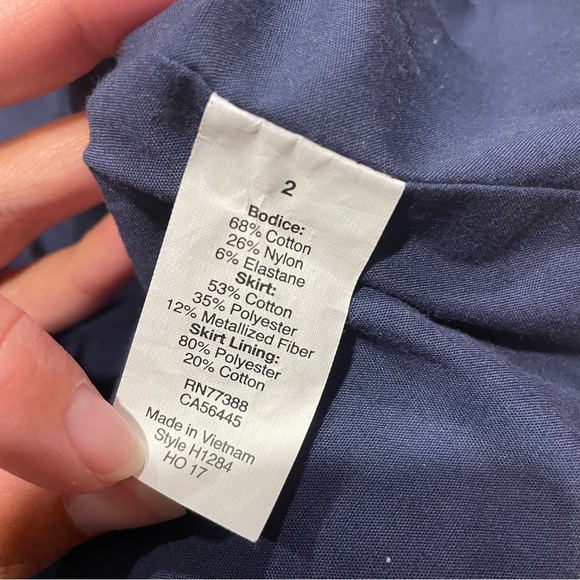 2
Bodice:
68% Cotton
26% Nylon
6% Elastane
Skirt:
53% Cotton
35% Polyester
12% Metallized Fiber
Skirt Lining:
80% Polyester
20% Cotton
RN77388
CA56445
Made in Vietnam
Style H1284
HO 17